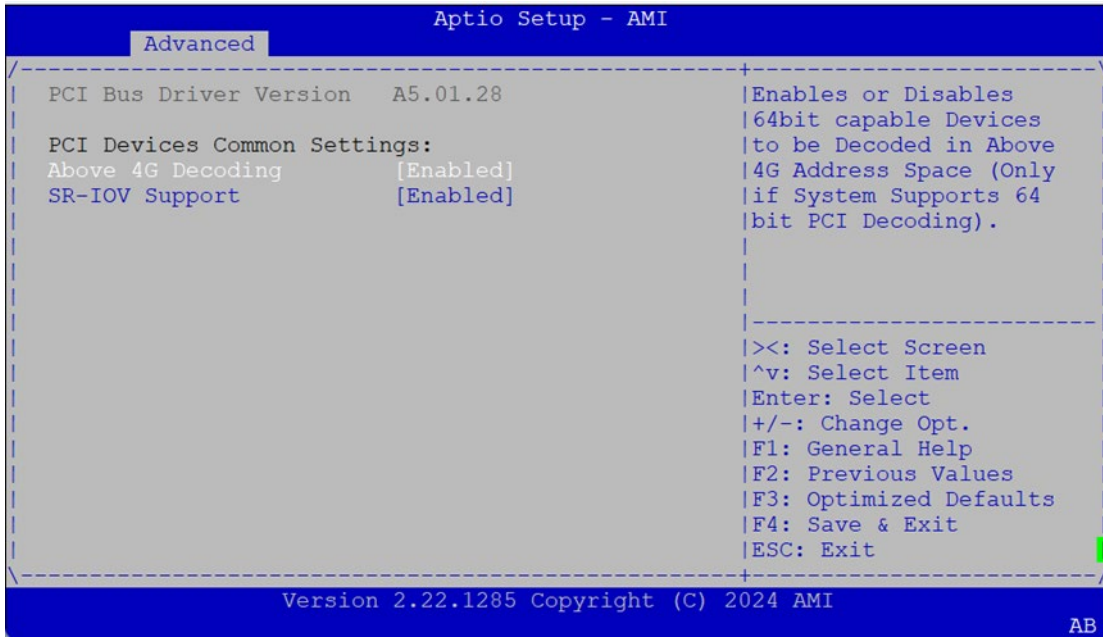 Aptio Setup - AMI
Advanced
PCI Bus Driver Version A5.01.28
PCI Devices Common Settings:
Above 4G Decoding [Enabled]
SR-IOV Support [Enabled]
Enables or Disables
64bit capable Devices
to be Decoded in Above
4G Address Space (Only
if System Supports 64
bit PCI Decoding).
><: Select Screen
^v: Select Item
Enter: Select
+/-: Change Opt.
F1: General Help
F2: Previous Values
F3: Optimized Defaults
F4: Save & Exit
ESC: Exit
Version 2.22.1285 Copyright (C) 2024 AMI
AB